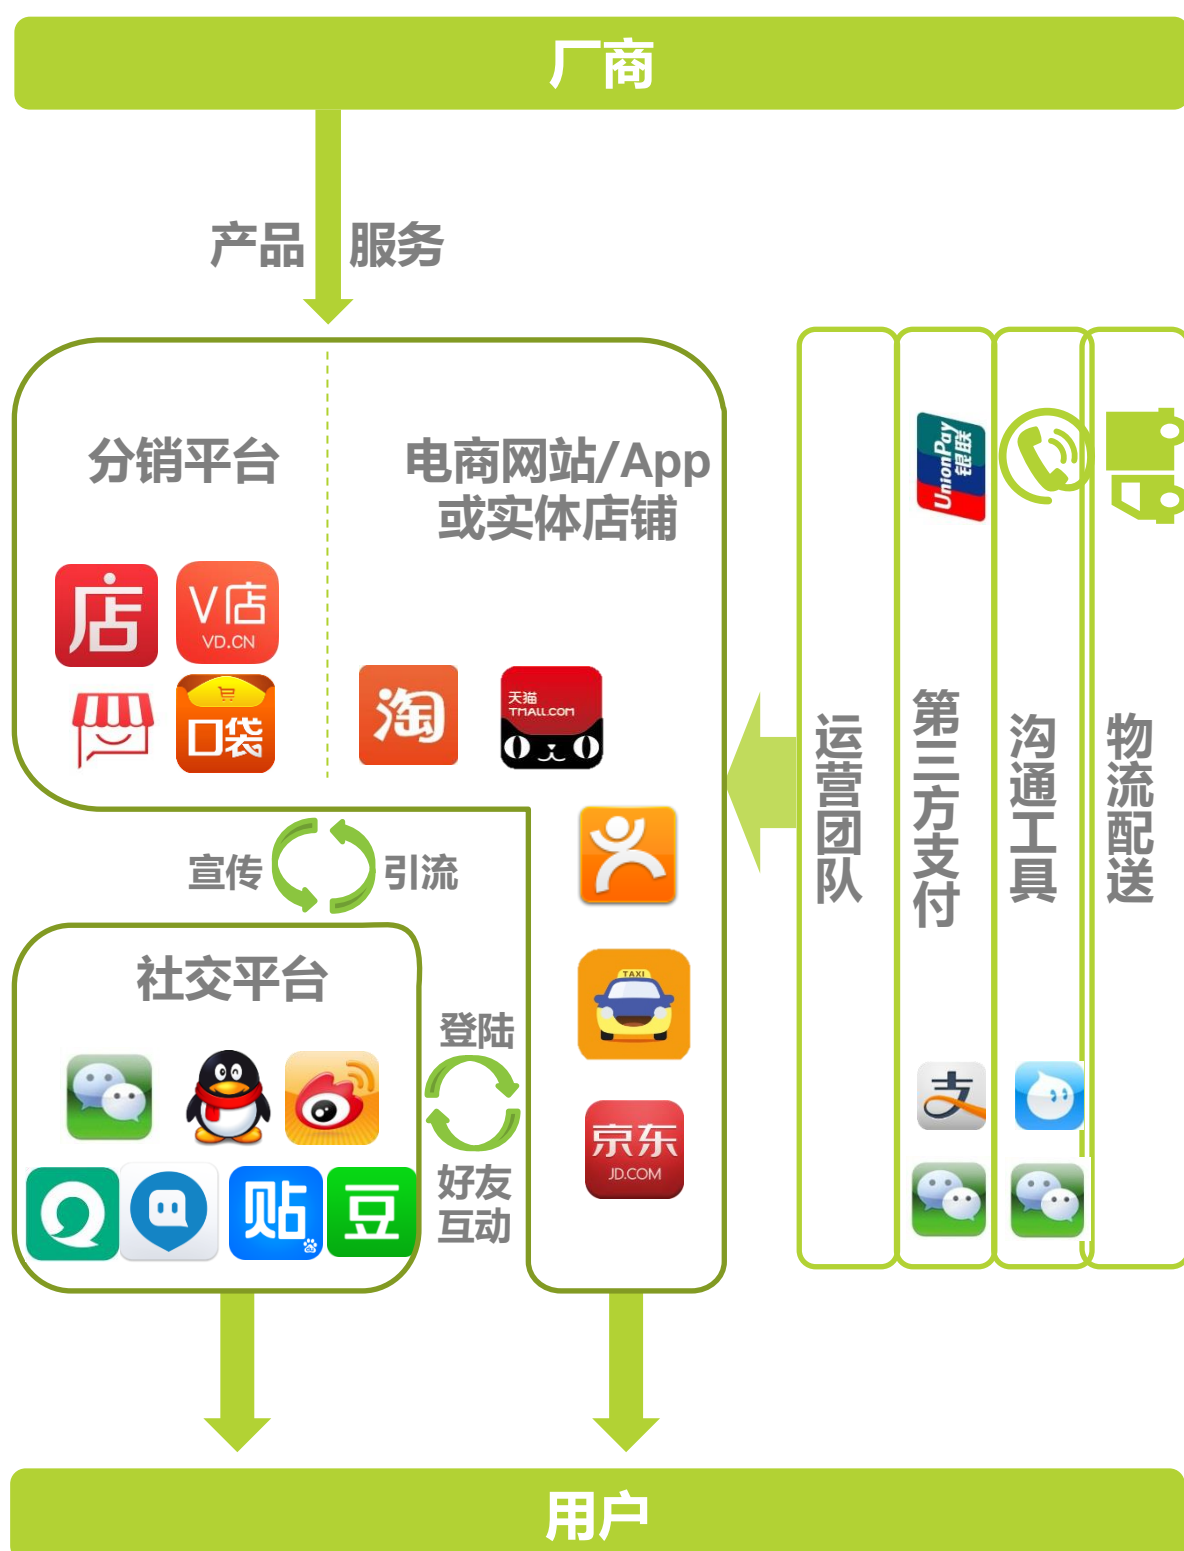 厂商
产品 服务
分销平台
电商网站/App
或实体店铺
店
V店
VD.CN
口袋
淘
天猫
TMALL.COM
宣传 引流
社交平台
登陆
好友
互动
TAXI
京东
JD.COM
贴
豆
运营团队
UnionPay
银联
第三方支付
支
沟通工具
物流配送
用户